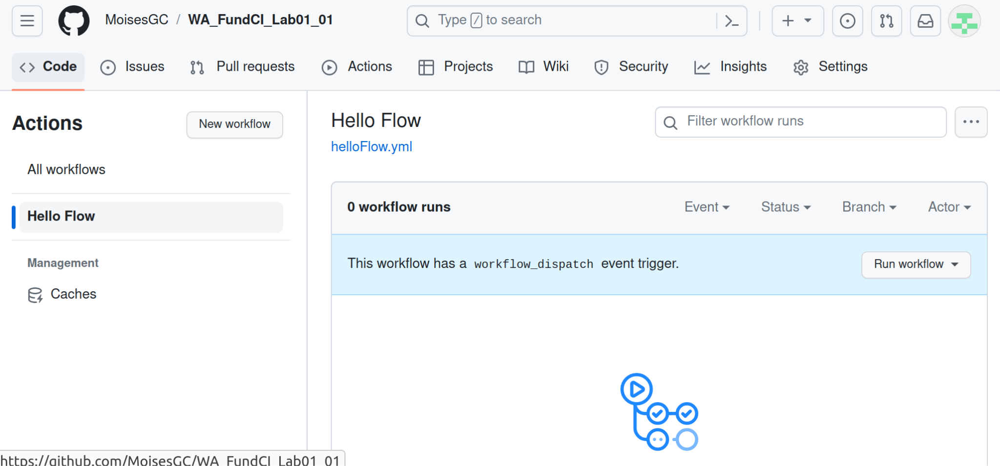 MoisesGC / WA_FundCI_Lab01_01
Type / to search
Code
Issues
Pull requests
Actions
Projects
Wiki
Security
Insights
Settings
Actions
New workflow
All workflows
Hello Flow
Management
Caches
Hello Flow
helloFlow.yml
Filter workflow runs
0 workflow runs
Event
Status
Branch
Actor
This workflow has a workflow_dispatch event trigger.
Run workflow
https://github.com/MoisesGC/WA_FundCI_Lab01_01